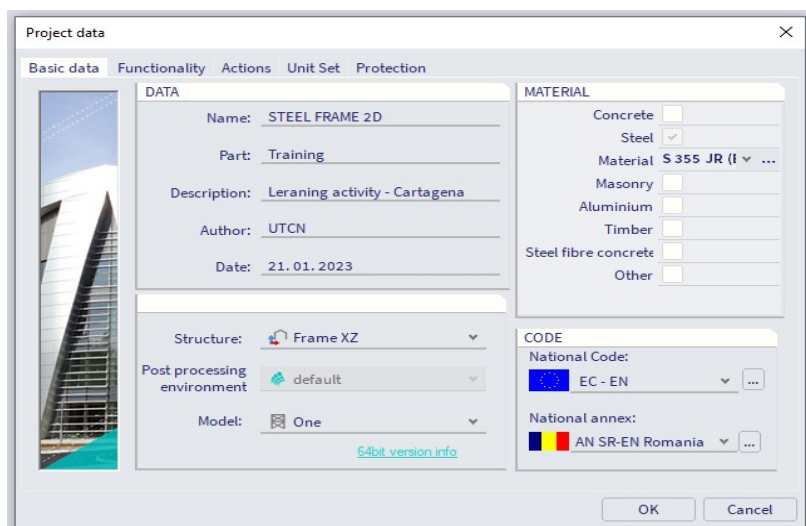 Project data
Basic data Functionality Actions Unit Set Protection
DATA
Name: STEEL FRAME 2D
Part: Training
Description: Leraning activity - Cartagena
Author: UTCN
Date: 21.01.2023
Structure: Frame XZ
Post processing
environment default
Model: One
64bit version info
MATERIAL
Concrete
Steel
Material S 355 JR (E ...
Masonry
Aluminium
Timber
Steel fibre concrete
Other
CODE
National Code:
EC - EN ...
National annex:
AN SR-EN Romania ...
OK Cancel